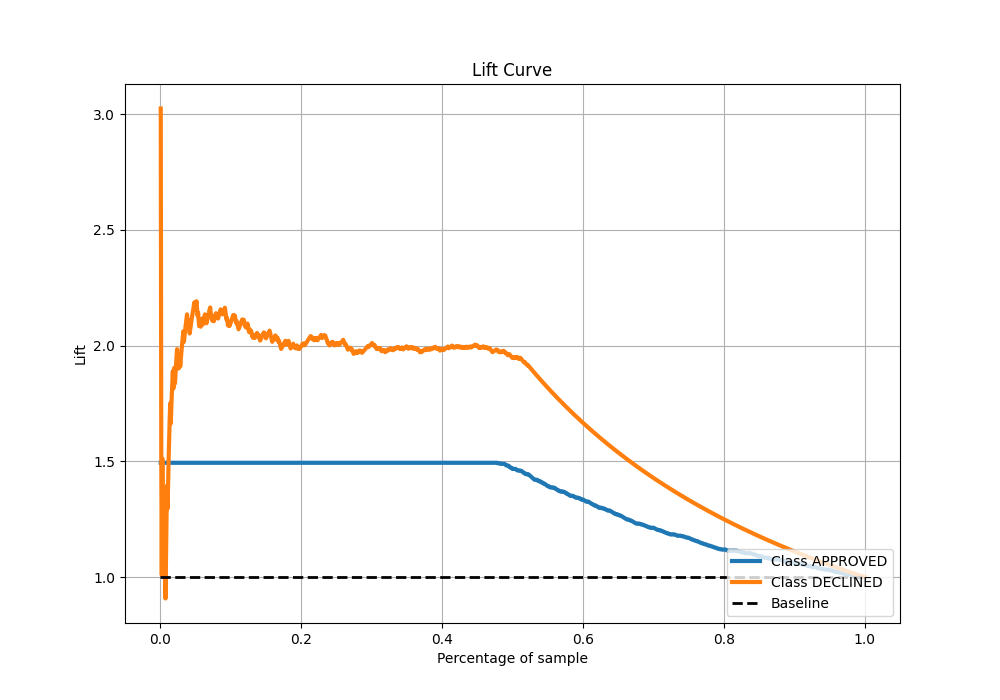 Lift Curve
3.0
2.5
2.0
1.5
1.0
Lift
0.0 0.2 0.4 0.6 0.8 1.0
Percentage of sample
Class APPROVED
Class DECLINED
Baseline